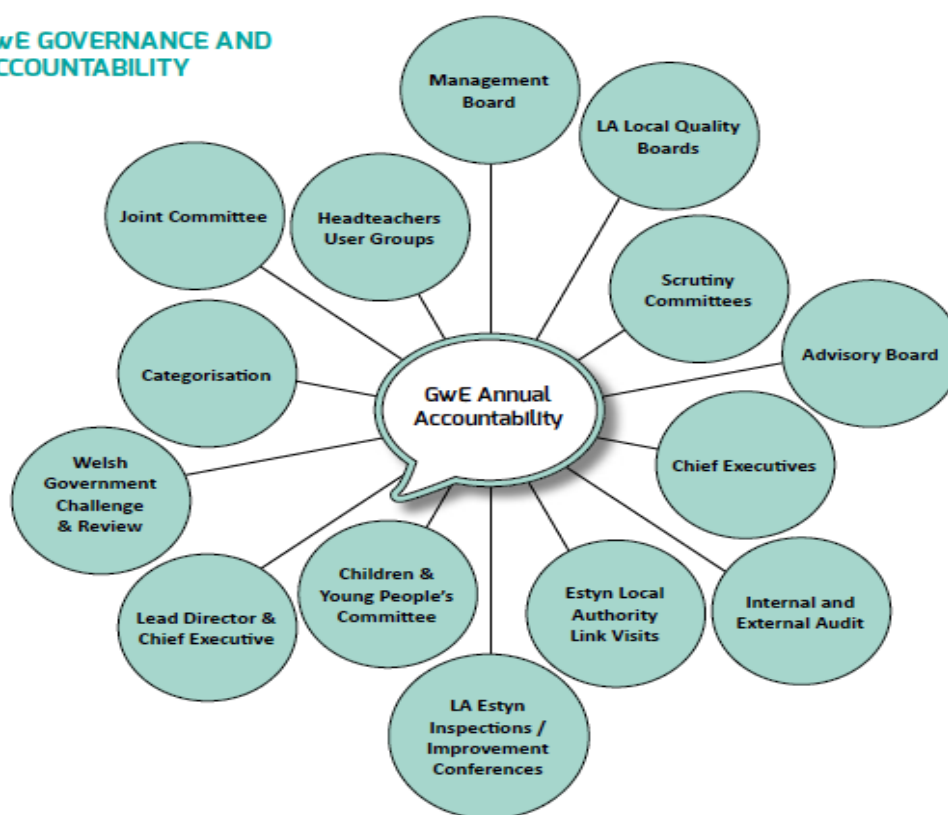 wE GOVERNANCE AND
CCOUNTABILITY
Management
Board
LA Local Quality
Boards
Joint Committee
Headteachers
User Groups
Scrutiny
Committees
Advisory Board
Categorisation
GwE Annual
Accountability
Chief Executives
Welsh
Government
Challenge
& Review
Lead Director &
Chief Executive
Children &
Young People's
Committee
Estyn Local
Authority
Link Visits
Internal and
External Audit
LA Estyn
Inspections /
Improvement
Conferences